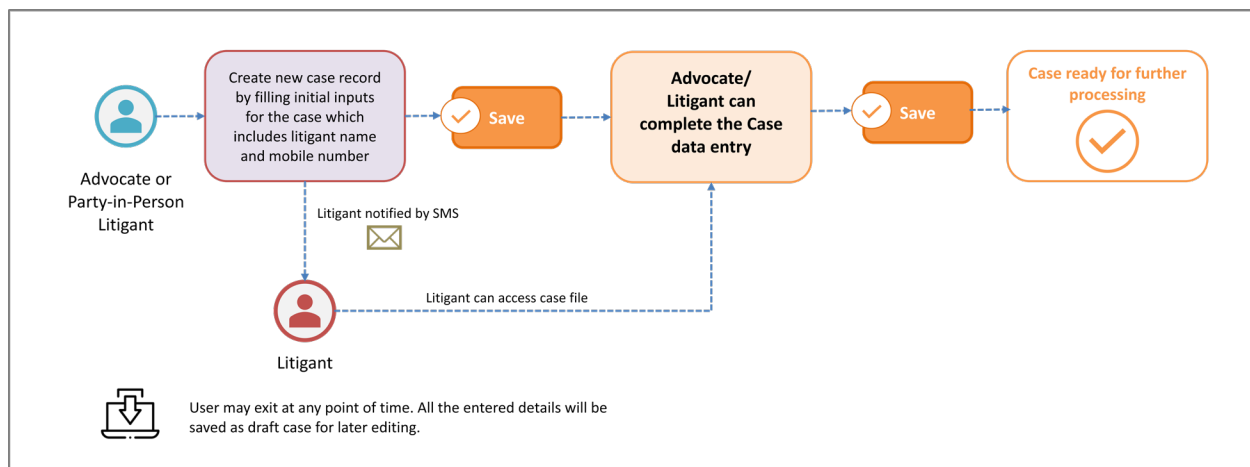 Create new case record
by filling initial inputs
for the case which
includes litigant name
and mobile number
Save
Advocate/
Litigant can
complete the Case
data entry
Save
Case ready for further
processing
Advocate or
Party-in-Person
Litigant
Litigant notified by SMS
Litigant can access case file
Litigant
User may exit at any point of time. All the entered details will be
saved as draft case for later editing.